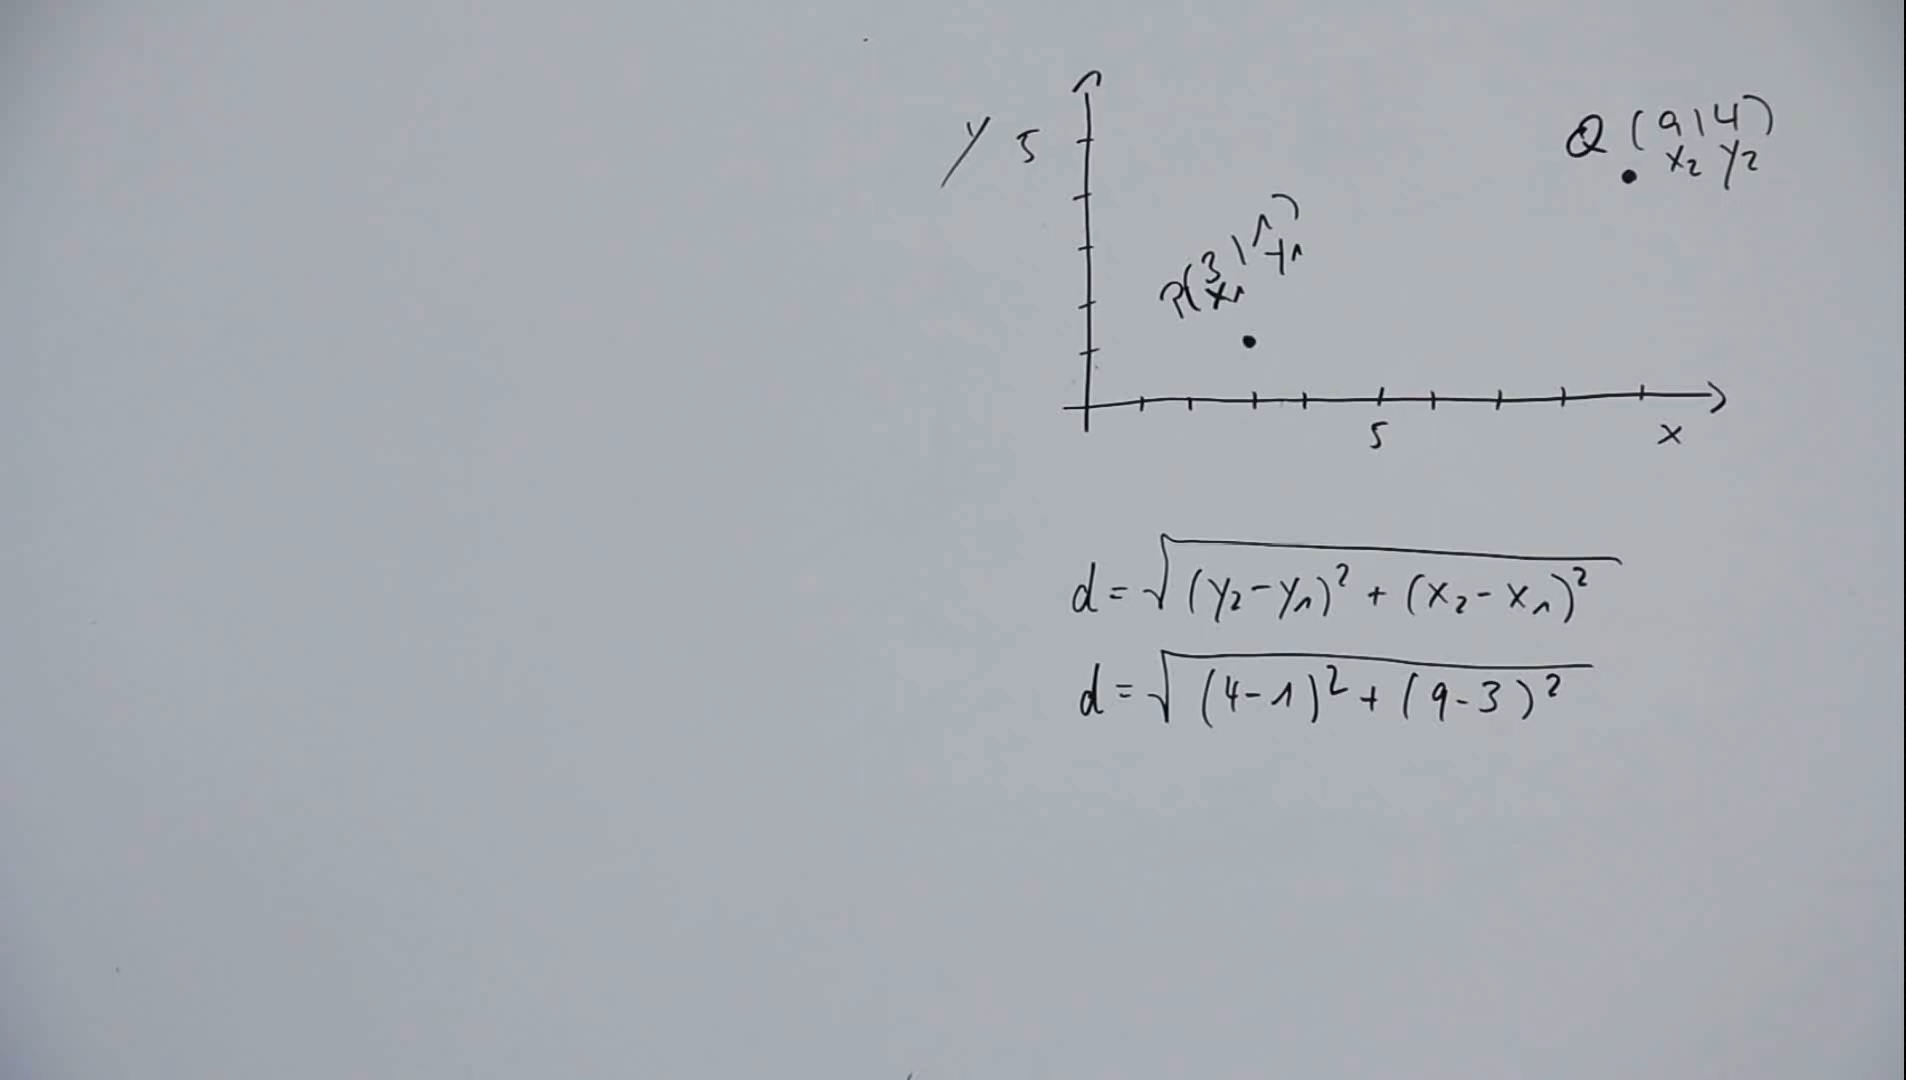 y 5
Q (9|4)
x₂ y₂
P(3|1)
x₁ y₁
5 x
d = √((y₂-y₁)² + (x₂-x₁)²)
d = √((4-1)² + (9-3)²)